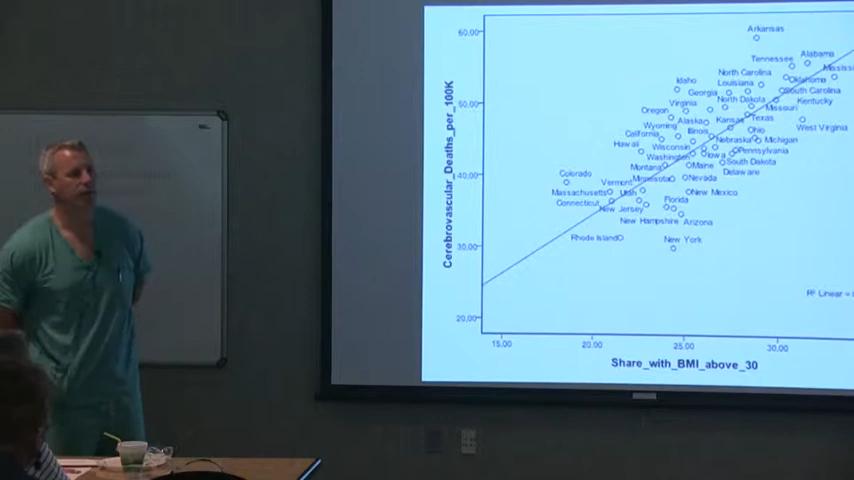 Arkansas
60.00
Alabama
Tennessee
North Carolina
Idaho
Oklahoma
Louisiana
Georgia
South Carolina
50.00
Virginia
North Dakota
Kentucky
Missouri
Oregon
Alaska
Kansas
Texas
Wyoming
West Virginia
California
Illinois
Ohio
Hawaii
Wisconsin
Nebraska
Michigan
Washington
Iowa
Pennsylvania
Montana
Maine
South Dakota
Delaware
40.00
Colorado
Vermont
Minnesota
Nevada
Massachusetts
Utah
New Mexico
Connecticut
New Jersey
Florida
New Hampshire
Arizona
Rhode Island
New York
30.00
R² Linear =
20.00
15.00 20.00 25.00 30.00
Share_with_BMI_above_30
Cerebrovascular_Deaths_per_100K